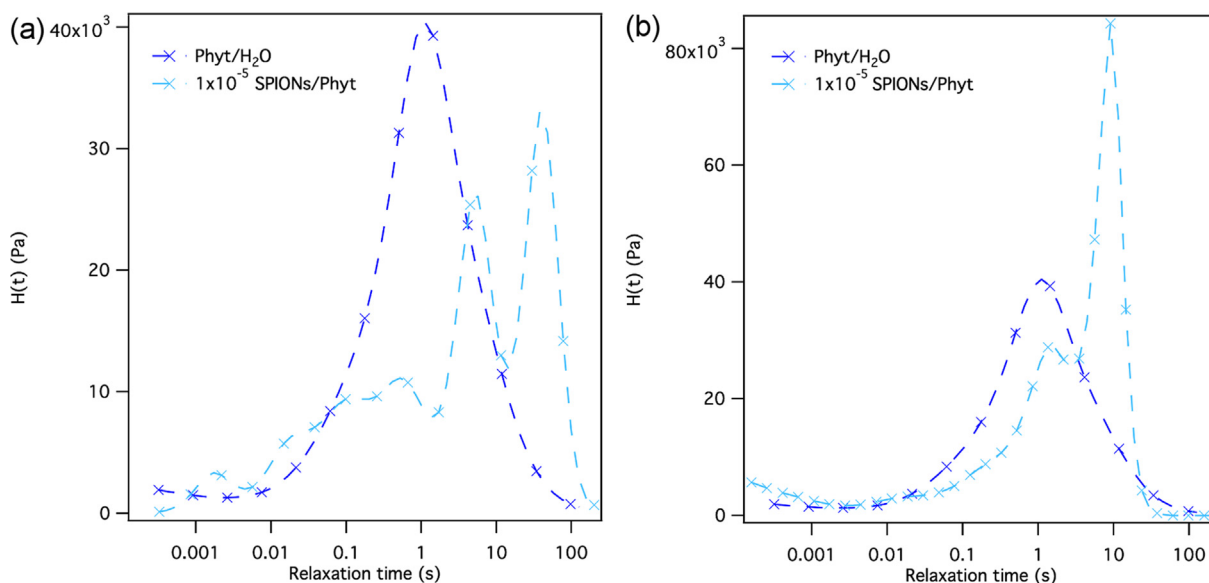 (a)
40x10³
30
20
10
0
H(t) (Pa)
Phyt/H₂O
1x10⁻⁵ SPIONs/Phyt
0.001 0.01 0.1 1 10 100
Relaxation time (s)
(b)
80x10³
60
40
20
0
H(t) (Pa)
Phyt/H₂O
1x10⁻⁵ SPIONs/Phyt
0.001 0.01 0.1 1 10 100
Relaxation time (s)